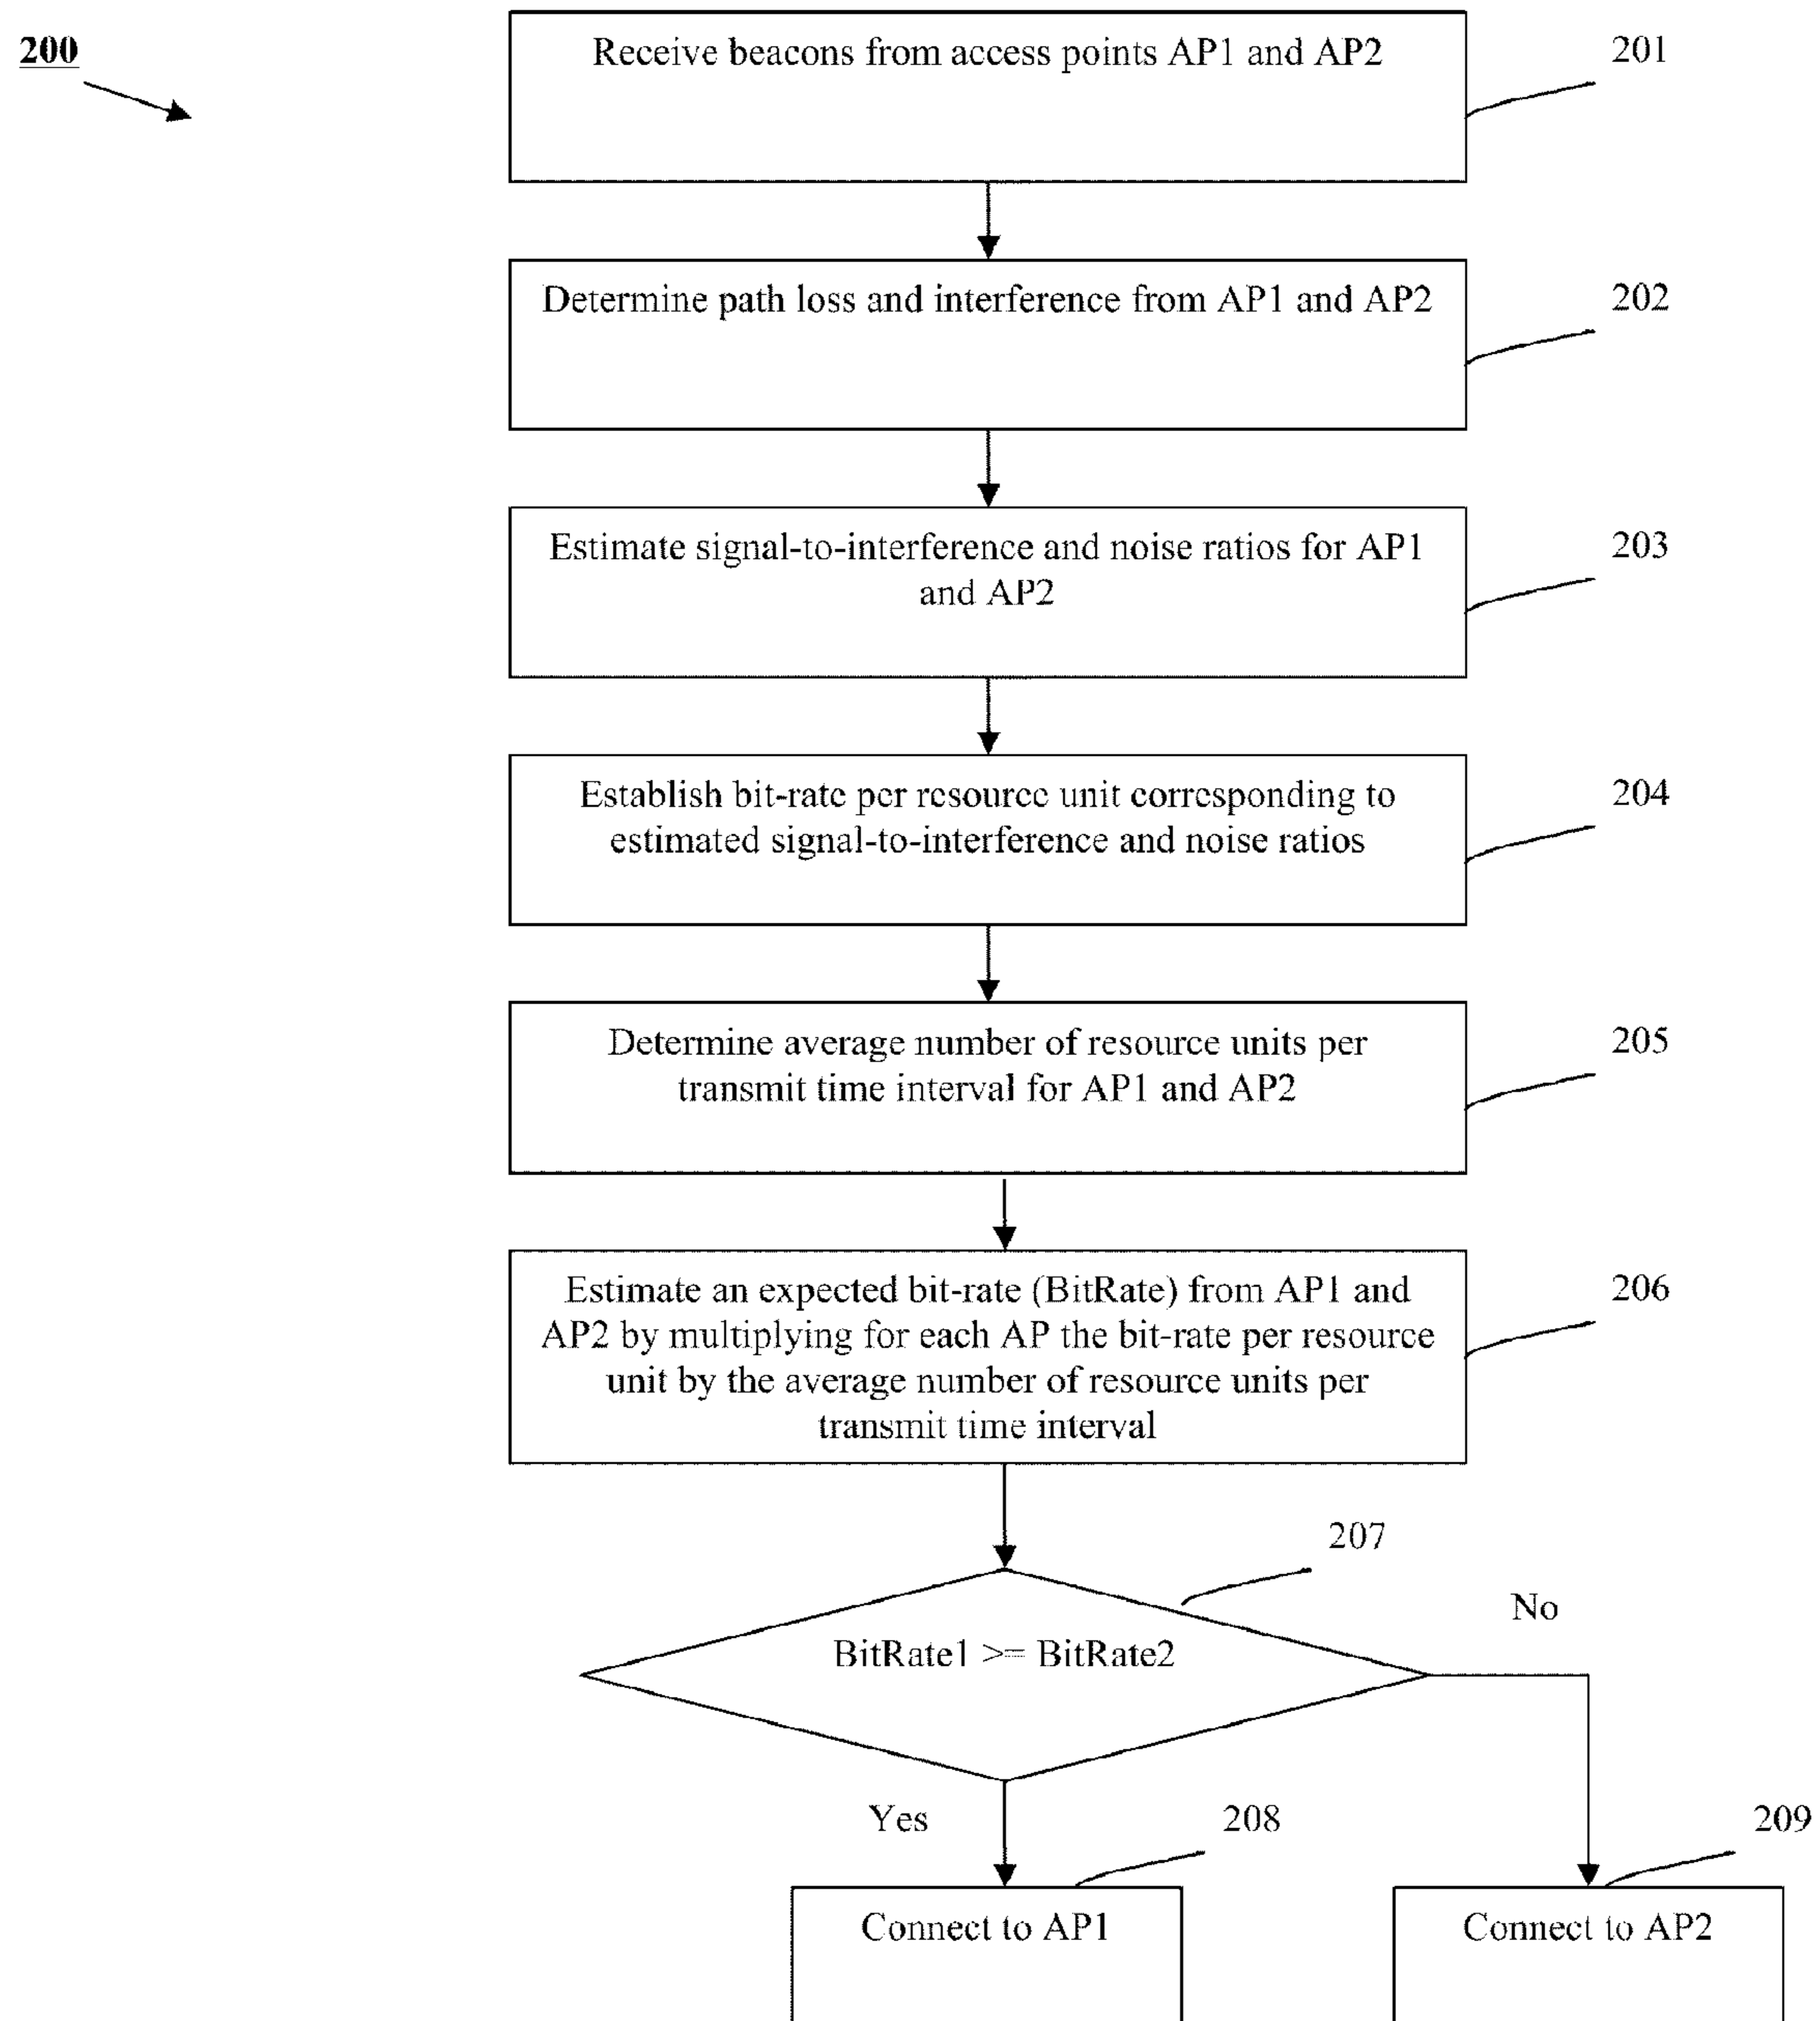 200
Receive beacons from access points AP1 and AP2
201
Determine path loss and interference from AP1 and AP2
202
Estimate signal-to-interference and noise ratios for AP1
and AP2
203
Establish bit-rate per resource unit corresponding to
estimated signal-to-interference and noise ratios
204
Determine average number of resource units per
transmit time interval for AP1 and AP2
205
Estimate an expected bit-rate (BitRate) from AP1 and
AP2 by multiplying for each AP the bit-rate per resource
unit by the average number of resource units per
transmit time interval
206
207
BitRate1 >= BitRate2
No
Yes
208
209
Connect to AP1
Connect to AP2